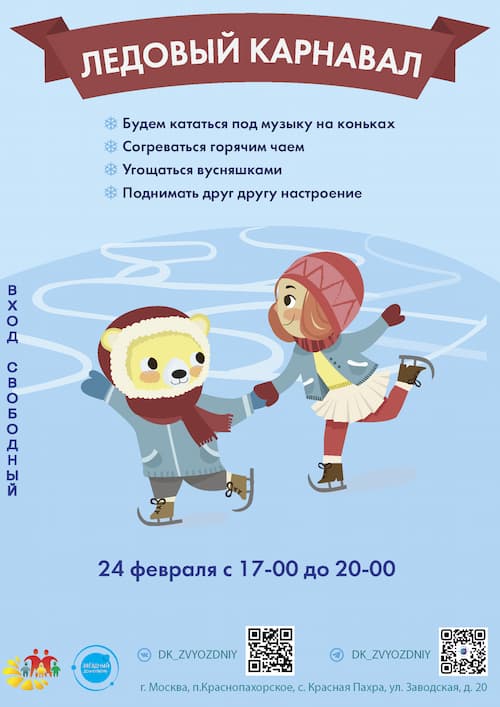 ЛЕДОВЫЙ КАРНАВАЛ
Будем кататься под музыку на коньках
Согреваться горячим чаем
Угощаться вусняшками
Поднимать друг другу настроение
ВХОД СВОБОДНЫЙ
24 февраля с 17-00 до 20-00
ЗВЁЗДНЫЙ
DK_ZVYOZDNIY
DK_ZVYOZDNIY
г. Москва, п.Краснопахорское, с. Красная Пахра, ул. Заводская, д. 20